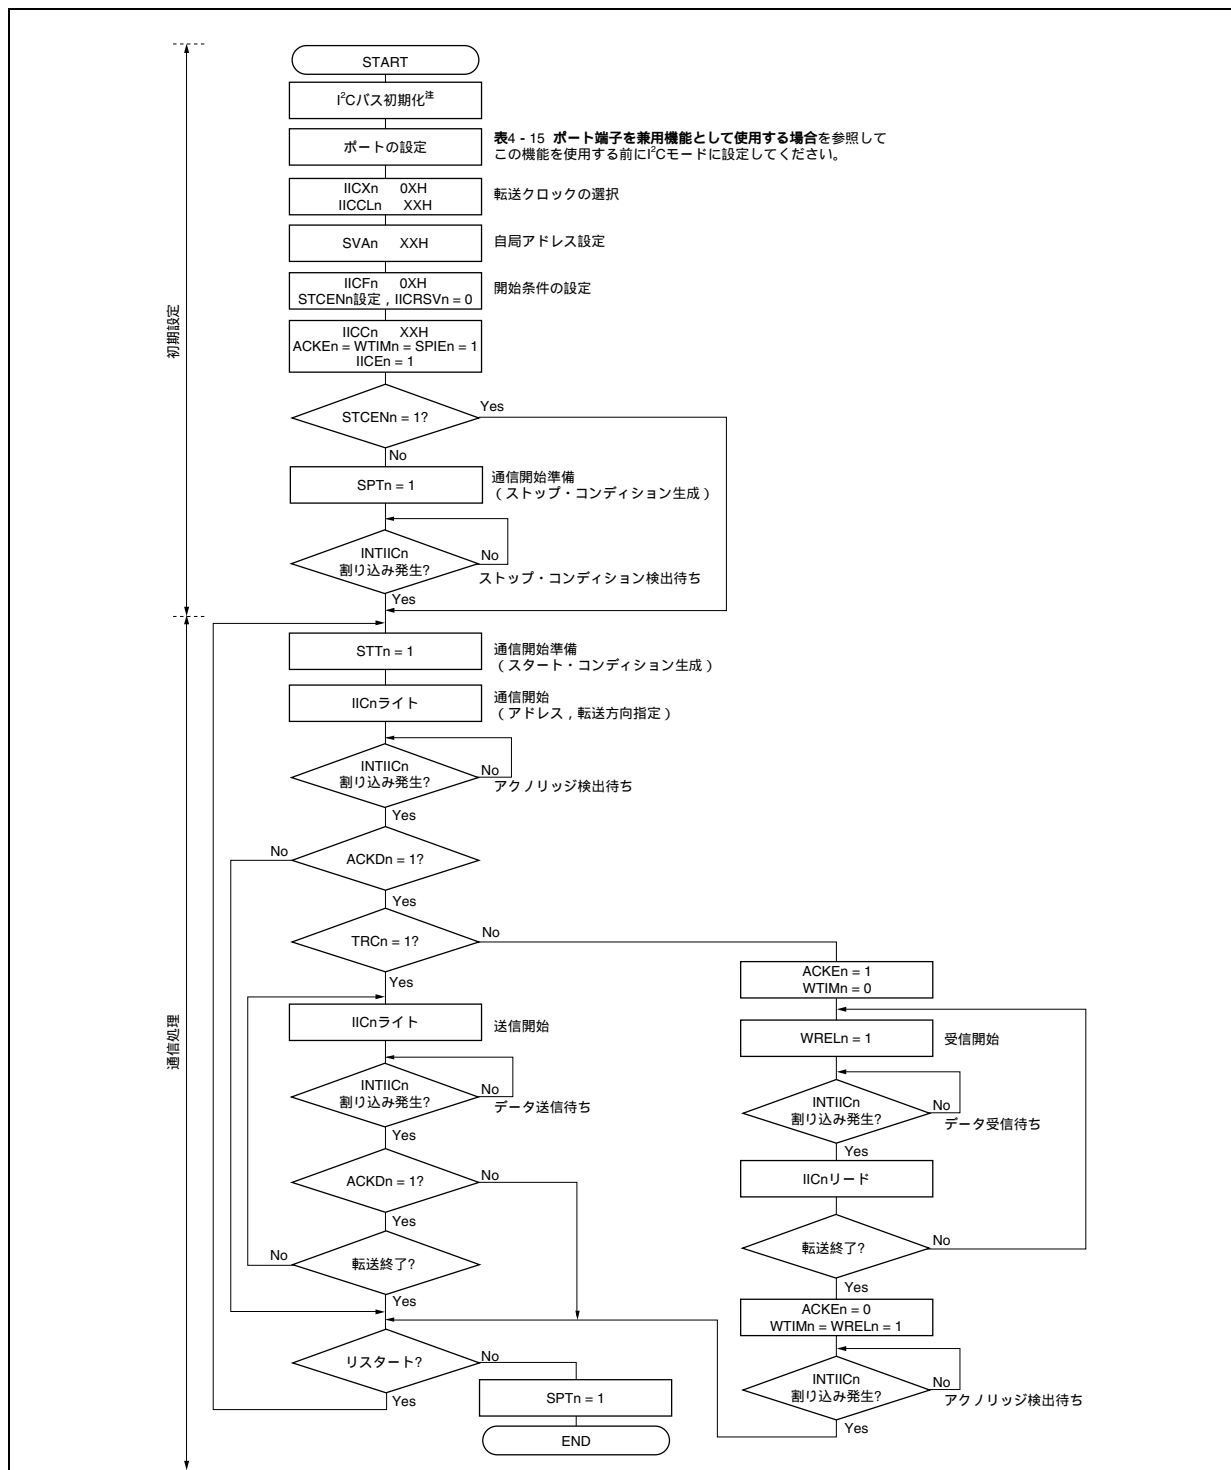 START
I²Cバス初期化注
ポートの設定
表4 - 15 ポート端子を兼用機能として使用する場合を参照して
この機能を使用する前にI²Cモードに設定してください。
IICXn 0XH
IICCLn XXH
転送クロックの選択
SVAn XXH
自局アドレス設定
IICFn 0XH
STCENn設定 , IICRSVn = 0
開始条件の設定
IICCn XXH
ACKEn = WTIMn = SPIEn = 1
IICEn = 1
初期設定
STCENn = 1?
Yes
No
SPTn = 1
通信開始準備
(ストップ・コンディション生成)
INTIICn
割り込み発生?
No
ストップ・コンディション検出待ち
Yes
STTn = 1
通信開始準備
(スタート・コンディション生成)
IICnライト
通信開始
(アドレス , 転送方向指定)
INTIICn
割り込み発生?
No
アクノリッジ検出待ち
Yes
No
ACKDn = 1?
Yes
TRCn = 1?
No
Yes
ACKEn = 1
WTIMn = 0
通信処理
IICnライト
送信開始
WRELn = 1
受信開始
INTIICn
割り込み発生?
No
データ送信待ち
Yes
INTIICn
割り込み発生?
No
データ受信待ち
Yes
ACKDn = 1?
No
Yes
IICnリード
No
転送終了?
Yes
転送終了?
No
Yes
ACKEn = 0
WTIMn = WRELn = 1
リスタート?
No
Yes
INTIICn
割り込み発生?
No
アクノリッジ検出待ち
Yes
SPTn = 1
END